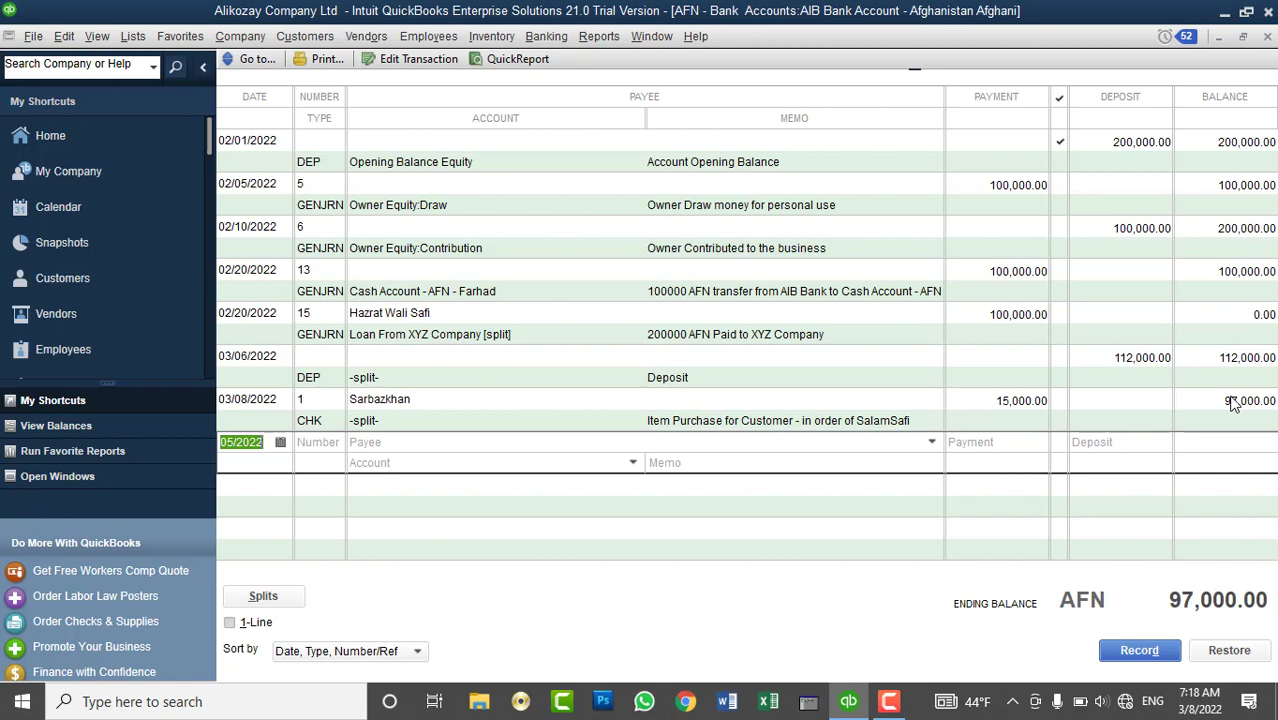 Alikozay Company Ltd - Intuit QuickBooks Enterprise Solutions 21.0 Trial Version - [AFN - Bank Accounts:AIB Bank Account - Afghanistan Afghani]
File Edit View Lists Favorites Company Customers Vendors Employees Inventory Banking Reports Window Help 52
Search Company or Help
Go to... Print... Edit Transaction QuickReport
My Shortcuts
Home
My Company
Calendar
Snapshots
Customers
Vendors
Employees
My Shortcuts
View Balances
Run Favorite Reports
Open Windows
Do More With QuickBooks
Get Free Workers Comp Quote
Order Labor Law Posters
Order Checks & Supplies
Promote Your Business
Finance with Confidence
DATE NUMBER PAYEE PAYMENT ✓ DEPOSIT BALANCE
TYPE ACCOUNT MEMO
02/01/2022 ✓ 200,000.00 200,000.00
DEP Opening Balance Equity Account Opening Balance
02/05/2022 5 100,000.00 100,000.00
GENJRN Owner Equity:Draw Owner Draw money for personal use
02/10/2022 6 100,000.00 200,000.00
GENJRN Owner Equity:Contribution Owner Contributed to the business
02/20/2022 13 100,000.00 100,000.00
GENJRN Cash Account - AFN - Farhad 100000 AFN transfer from AIB Bank to Cash Account - AFN
02/20/2022 15 Hazrat Wali Safi 100,000.00 0.00
GENJRN Loan From XYZ Company [split] 200000 AFN Paid to XYZ Company
03/06/2022 112,000.00 112,000.00
DEP -split- Deposit
03/08/2022 1 Sarbazkhan 15,000.00
CHK -split- Item Purchase for Customer - in order of SalamSafi
05/2022 Number Payee Payment Deposit
Account Memo
Splits
1-Line
Sort by Date, Type, Number/Ref
ENDING BALANCE AFN 97,000.00
Record Restore
Type here to search
44°F ENG 7:18 AM
3/8/2022